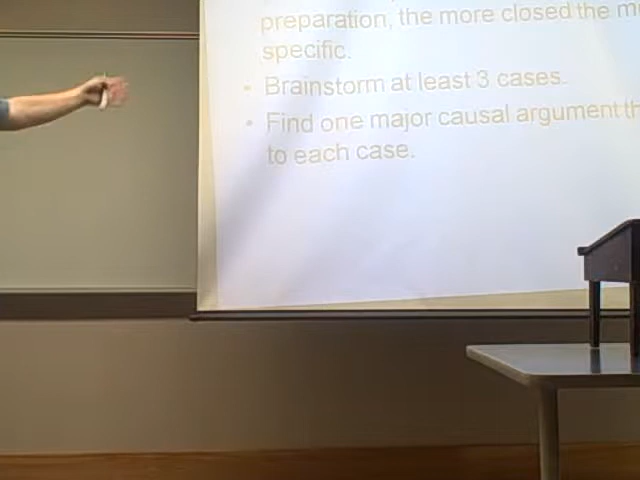 preparation, the more closed the
specific.
Brainstorm at least 3 cases.
Find one major causal argument
to each case.